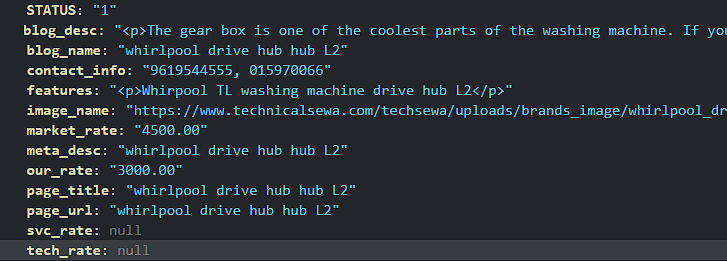 STATUS: "1"
blog_desc: "<p>The gear box is one of the coolest parts of the washing machine. If you
blog_name: "whirlpool drive hub hub L2"
contact_info: "9619544555, 015970066"
features: "<p>Whirpool TL washing machine drive hub L2</p>"
image_name: "https://www.technicalsewa.com/techsewa/uploads/brands_image/whirlpool_dr
market_rate: "4500.00"
meta_desc: "whirlpool drive hub hub L2"
our_rate: "3000.00"
page_title: "whirlpool drive hub hub L2"
page_url: "whirlpool drive hub hub L2"
svc_rate: null
tech_rate: null